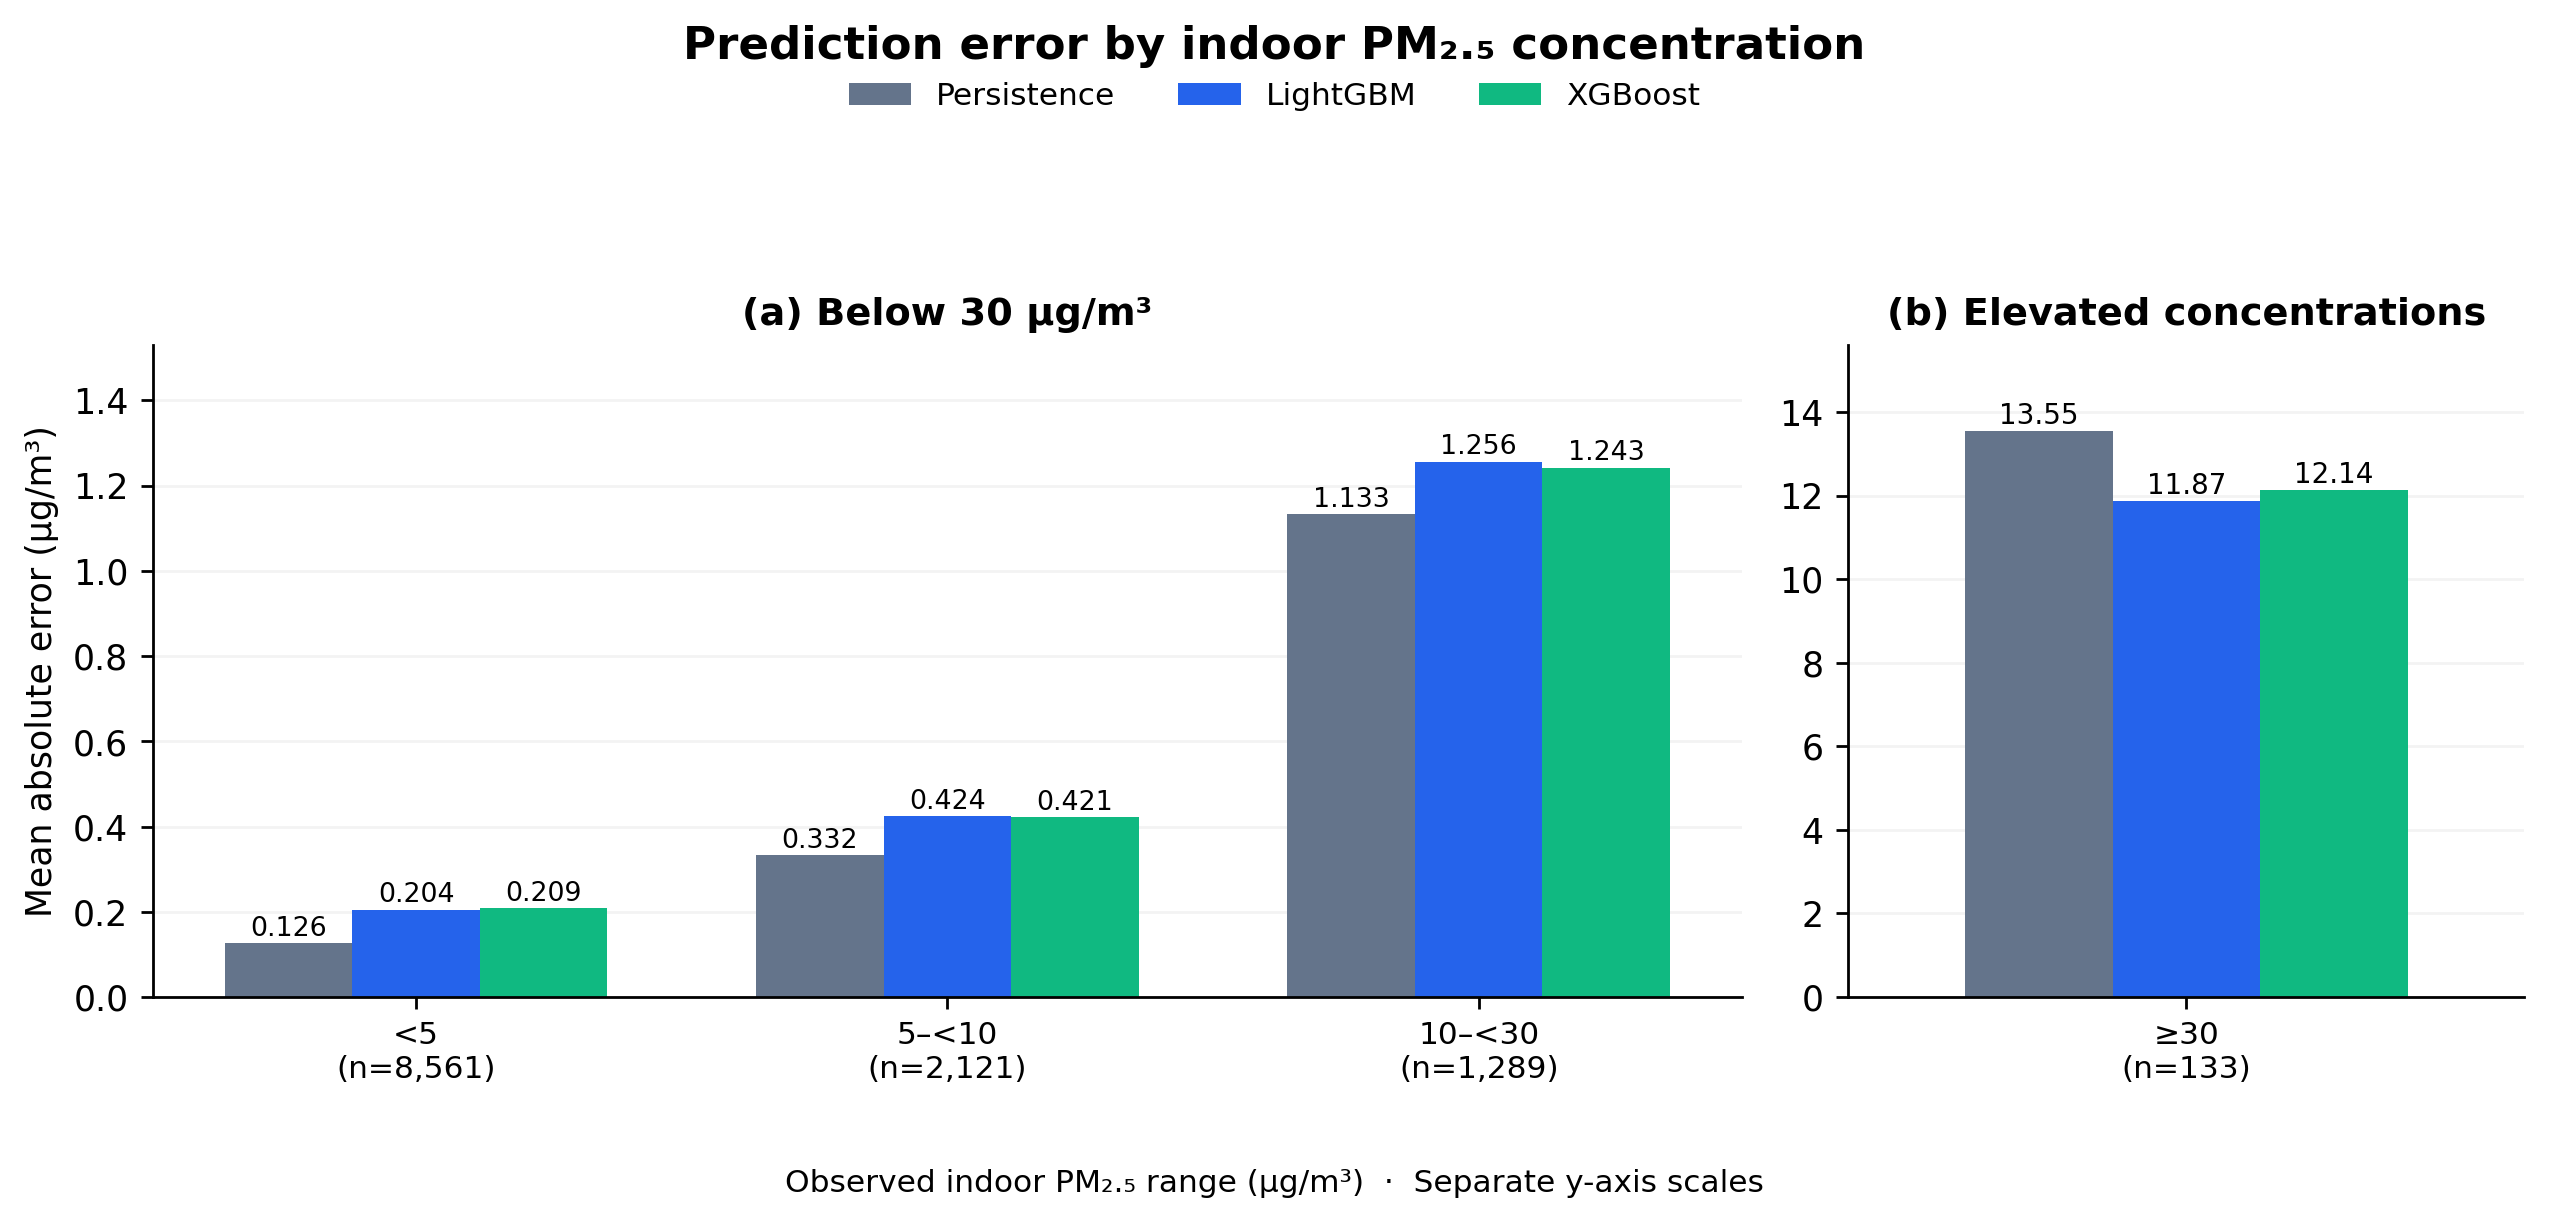 Prediction error by indoor PM₂.₅ concentration
Persistence LightGBM XGBoost
(a) Below 30 µg/m³
Mean absolute error (µg/m³)
1.4
1.2
1.0
0.8
0.6
0.4
0.2
0.0
0.126 0.204 0.209
0.332 0.424 0.421
1.133 1.256 1.243
<5
(n=8,561)
5–<10
(n=2,121)
10–<30
(n=1,289)
(b) Elevated concentrations
14
12
10
8
6
4
2
0
13.55 11.87 12.14
≥30
(n=133)
Observed indoor PM₂.₅ range (µg/m³) · Separate y-axis scales